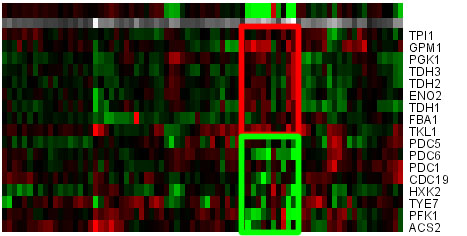 TPI1
GPM1
PGK1
TDH3
TDH2
ENO2
TDH1
FBA1
TKL1
PDC5
PDC6
PDC1
CDC19
HXK2
TYE7
PFK1
ACS2